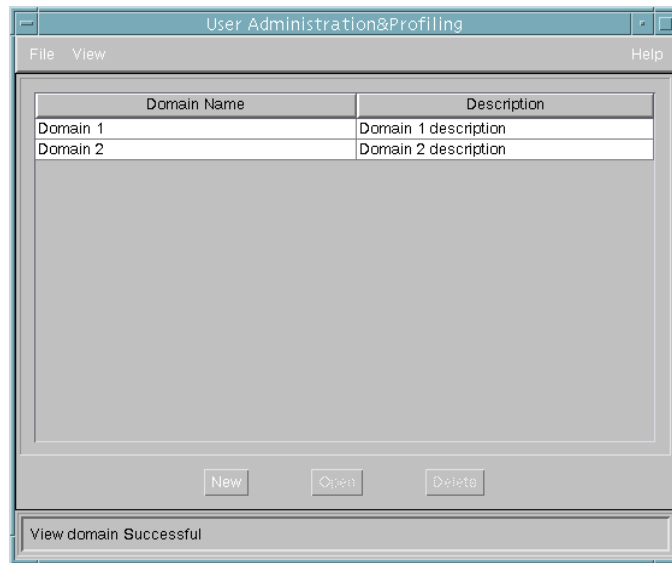 User Administration&Profiling
File View Help
Domain Name Description
Domain 1 Domain 1 description
Domain 2 Domain 2 description
New Open Delete
View domain Successful